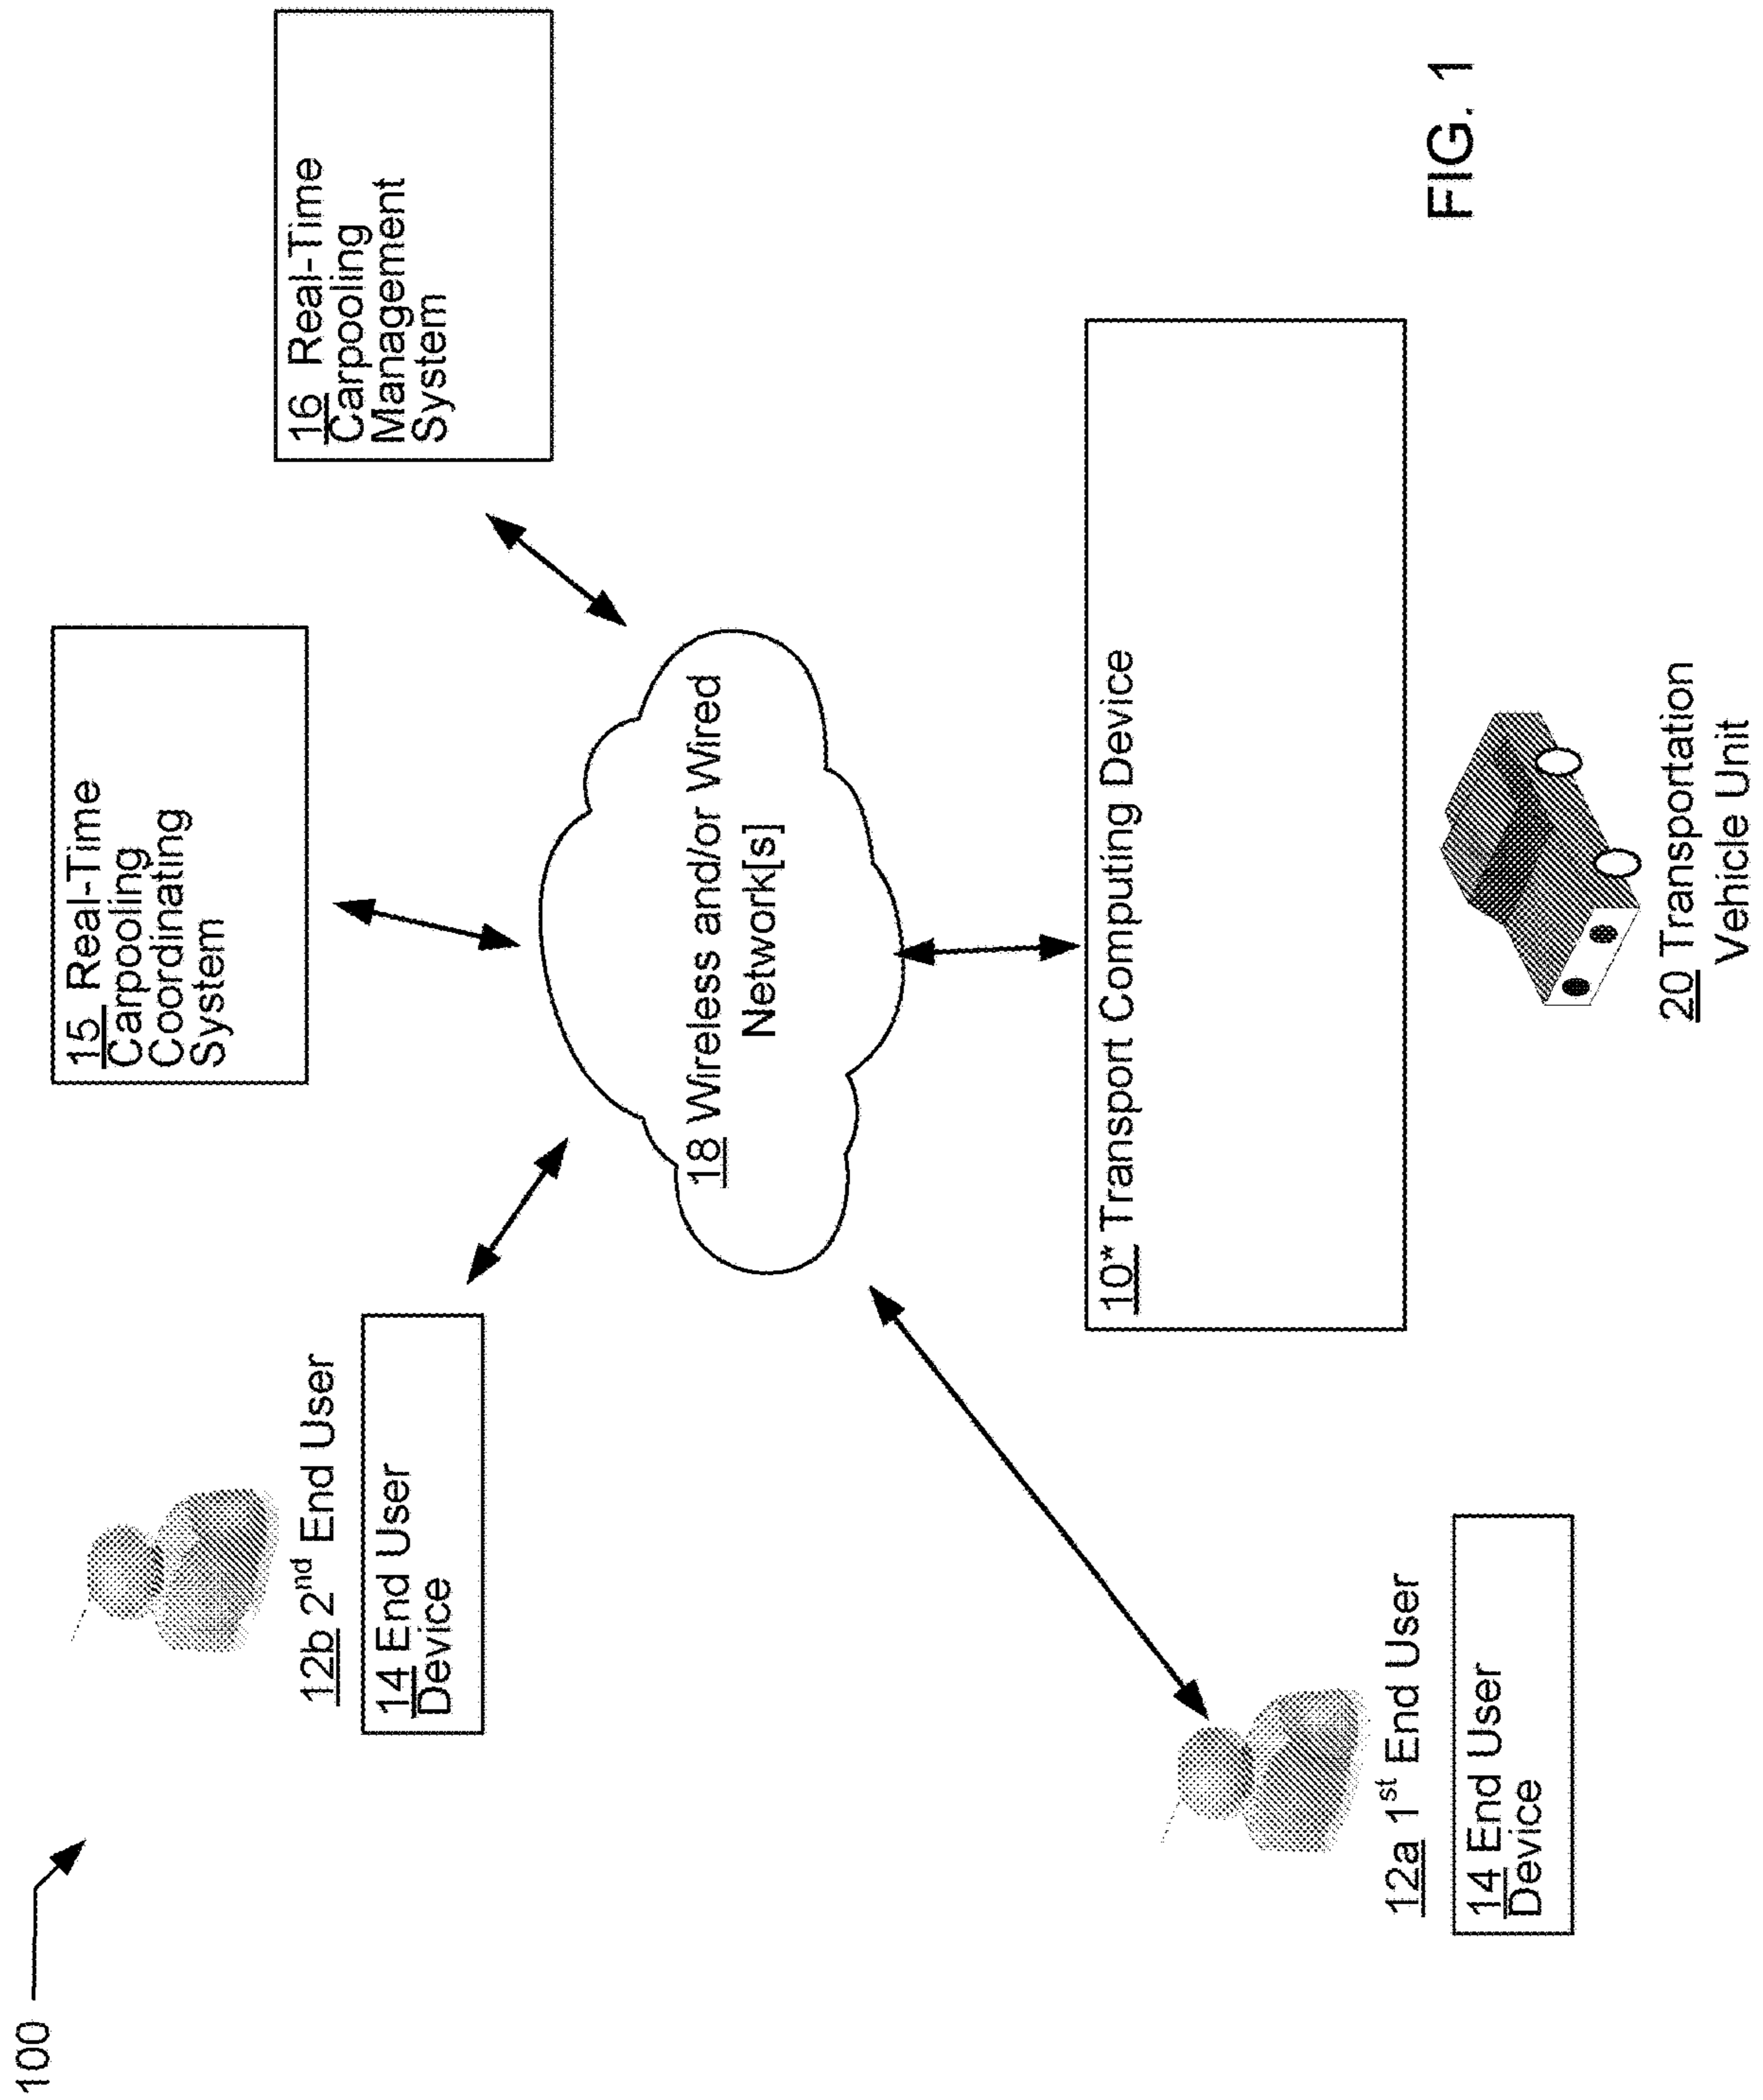 100
12b 2nd End User
14 End User
Device
15 Real-Time
Carpooling
Coordinating
System
16 Real-Time
Carpooling
Management
System
18 Wireless and/or Wired
Network[s]
12a 1st End User
14 End User
Device
10* Transport Computing Device
20 Transportation
Vehicle Unit
FIG. 1